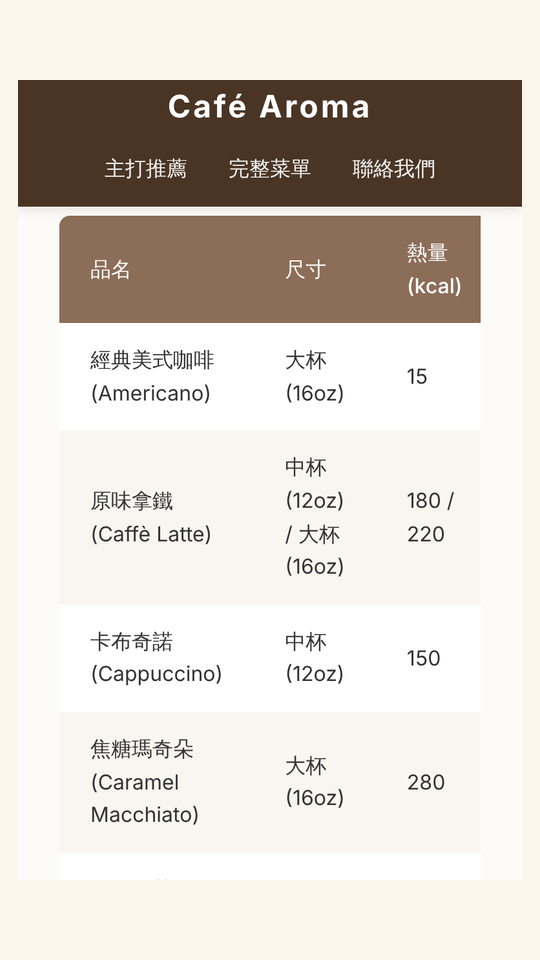 Café Aroma
主打推薦 完整菜單 聯絡我們
品名 尺寸 熱量
(kcal)
經典美式咖啡
(Americano)
大杯
(16oz)
15
原味拿鐵
(Caffè Latte)
中杯
(12oz)
/ 大杯
(16oz)
180 /
220
卡布奇諾
(Cappuccino)
中杯
(12oz)
150
焦糖瑪奇朵
(Caramel
Macchiato)
大杯
(16oz)
280